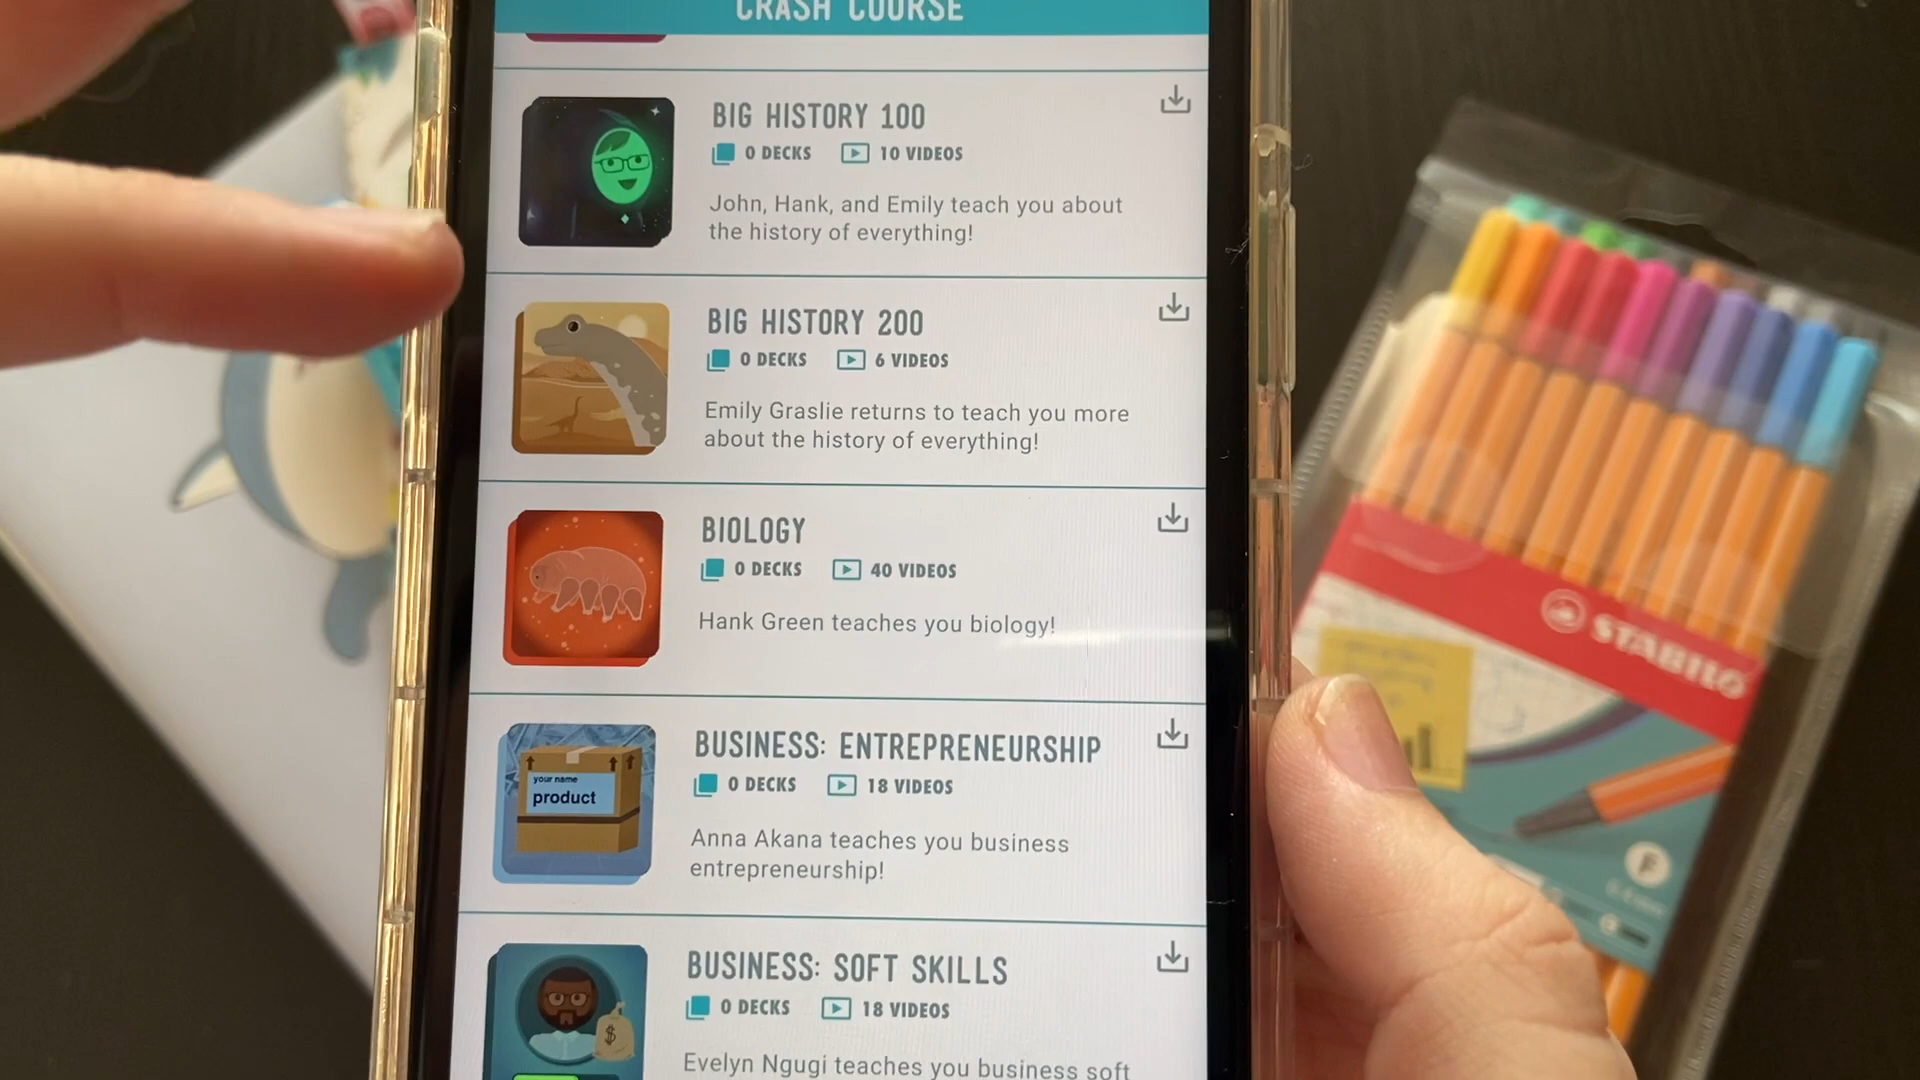 CRASH COURSE
BIG HISTORY 100
0 DECKS 10 VIDEOS
John, Hank, and Emily teach you about
the history of everything!
BIG HISTORY 200
0 DECKS 6 VIDEOS
Emily Graslie returns to teach you more
about the history of everything!
BIOLOGY
0 DECKS 40 VIDEOS
Hank Green teaches you biology!
your name
product
BUSINESS: ENTREPRENEURSHIP
0 DECKS 18 VIDEOS
Anna Akana teaches you business
entrepreneurship!
$
BUSINESS: SOFT SKILLS
0 DECKS 18 VIDEOS
Evelyn Ngugi teaches you business soft
STABILO
F